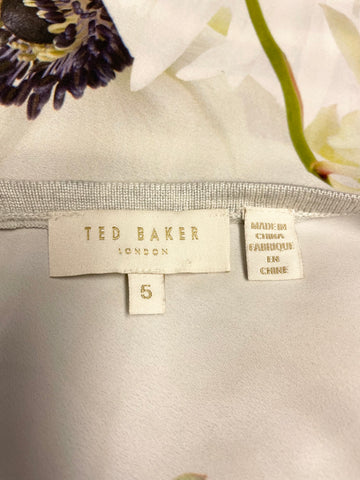 TED BAKER
LONDON
5
MADE IN
CHINA
FABRIQUE
EN
CHINE